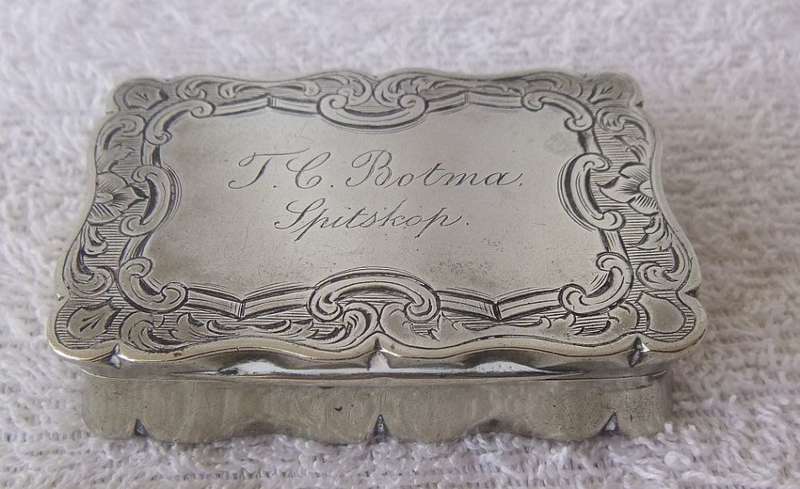 T. C. Botma.
Spitskop.